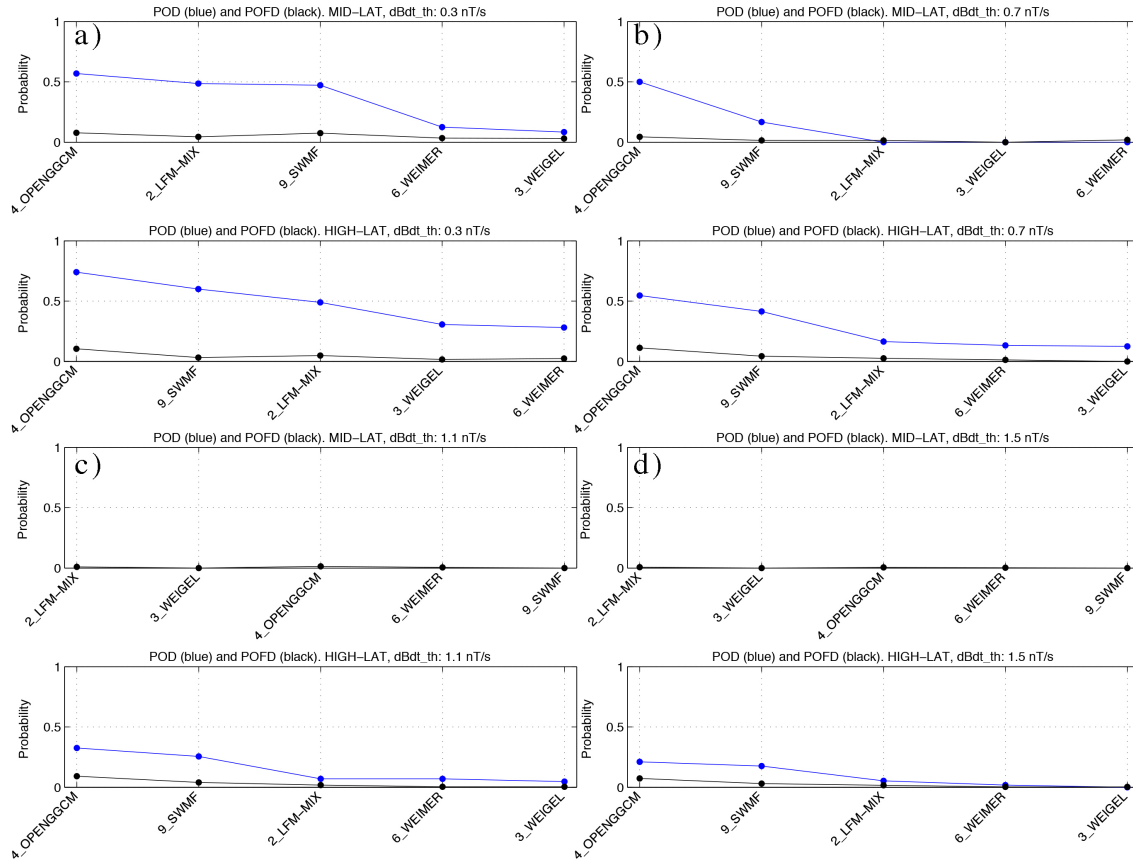 POD (blue) and POFD (black). MID−LAT, dBdt_th: 0.3 nT/s
a)
1
0.5
0
Probability
4_OPENGGCM
2_LFM−MIX
9_SWMF
6_WEIMER
3_WEIGEL
POD (blue) and POFD (black). MID−LAT, dBdt_th: 0.7 nT/s
b)
1
0.5
0
Probability
4_OPENGGCM
9_SWMF
2_LFM−MIX
3_WEIGEL
6_WEIMER
POD (blue) and POFD (black). HIGH−LAT, dBdt_th: 0.3 nT/s
1
0.5
0
Probability
4_OPENGGCM
9_SWMF
2_LFM−MIX
3_WEIGEL
6_WEIMER
POD (blue) and POFD (black). HIGH−LAT, dBdt_th: 0.7 nT/s
1
0.5
0
Probability
4_OPENGGCM
9_SWMF
2_LFM−MIX
6_WEIMER
3_WEIGEL
POD (blue) and POFD (black). MID−LAT, dBdt_th: 1.1 nT/s
c)
1
0.5
0
Probability
2_LFM−MIX
3_WEIGEL
4_OPENGGCM
6_WEIMER
9_SWMF
POD (blue) and POFD (black). MID−LAT, dBdt_th: 1.5 nT/s
d)
1
0.5
0
Probability
2_LFM−MIX
3_WEIGEL
4_OPENGGCM
6_WEIMER
9_SWMF
POD (blue) and POFD (black). HIGH−LAT, dBdt_th: 1.1 nT/s
1
0.5
0
Probability
4_OPENGGCM
9_SWMF
2_LFM−MIX
6_WEIMER
3_WEIGEL
POD (blue) and POFD (black). HIGH−LAT, dBdt_th: 1.5 nT/s
1
0.5
0
Probability
4_OPENGGCM
9_SWMF
2_LFM−MIX
6_WEIMER
3_WEIGEL